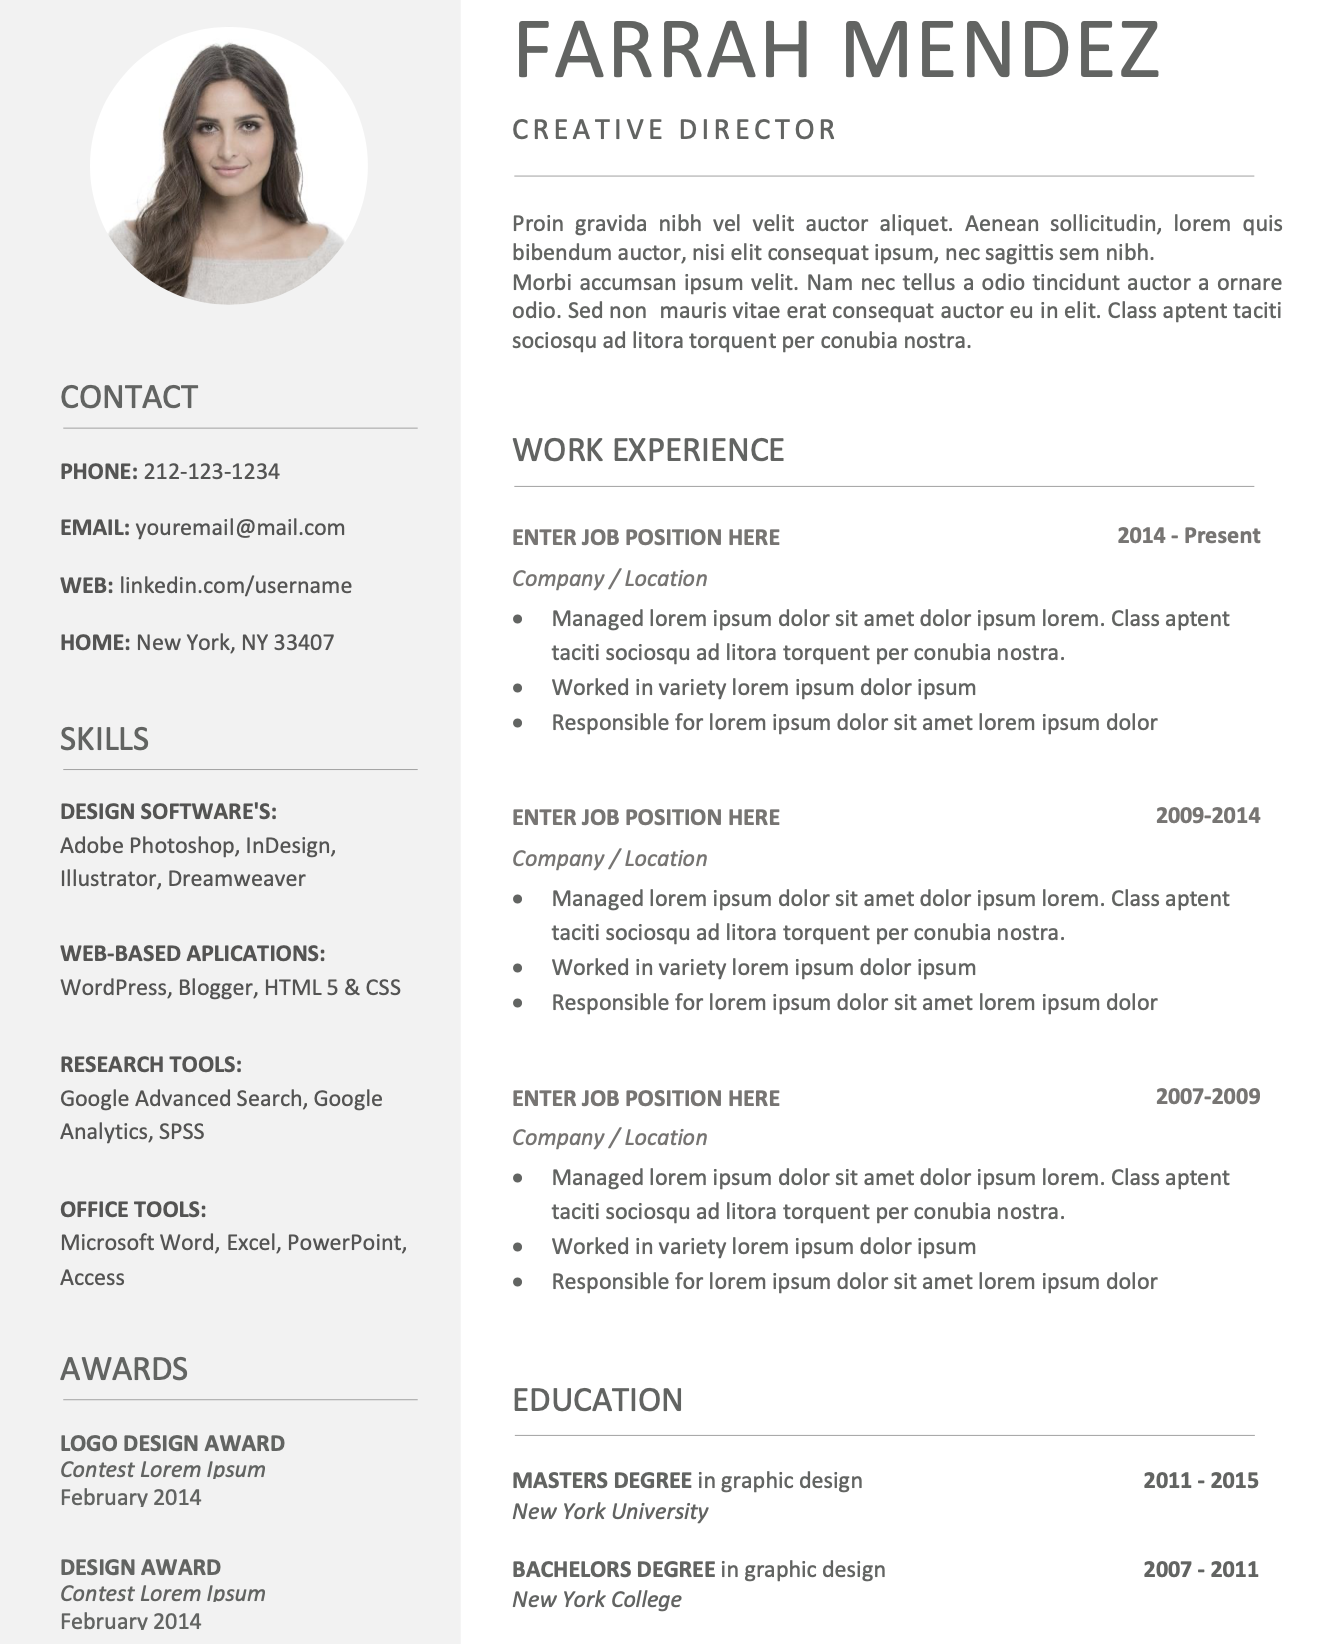 FARRAH MENDEZ
CREATIVE DIRECTOR
Proin gravida nibh vel velit auctor aliquet. Aenean sollicitudin, lorem quis
bibendum auctor, nisi elit consequat ipsum, nec sagittis sem nibh.
Morbi accumsan ipsum velit. Nam nec tellus a odio tincidunt auctor a ornare
odio. Sed non  mauris vitae erat consequat auctor eu in elit. Class aptent taciti
sociosqu ad litora torquent per conubia nostra.
CONTACT
PHONE: 212-123-1234
EMAIL: youremail@mail.com
WEB: linkedin.com/username
HOME: New York, NY 33407
SKILLS
DESIGN SOFTWARE'S:
Adobe Photoshop, InDesign,
Illustrator, Dreamweaver
WEB-BASED APLICATIONS:
WordPress, Blogger, HTML 5 & CSS
RESEARCH TOOLS:
Google Advanced Search, Google
Analytics, SPSS
OFFICE TOOLS:
Microsoft Word, Excel, PowerPoint,
Access
AWARDS
LOGO DESIGN AWARD
Contest Lorem Ipsum
February 2014
DESIGN AWARD
Contest Lorem Ipsum
February 2014
WORK EXPERIENCE
ENTER JOB POSITION HERE 2014 - Present
Company / Location
• Managed lorem ipsum dolor sit amet dolor ipsum lorem. Class aptent
taciti sociosqu ad litora torquent per conubia nostra.
• Worked in variety lorem ipsum dolor ipsum
• Responsible for lorem ipsum dolor sit amet lorem ipsum dolor
ENTER JOB POSITION HERE 2009-2014
Company / Location
• Managed lorem ipsum dolor sit amet dolor ipsum lorem. Class aptent
taciti sociosqu ad litora torquent per conubia nostra.
• Worked in variety lorem ipsum dolor ipsum
• Responsible for lorem ipsum dolor sit amet lorem ipsum dolor
ENTER JOB POSITION HERE 2007-2009
Company / Location
• Managed lorem ipsum dolor sit amet dolor ipsum lorem. Class aptent
taciti sociosqu ad litora torquent per conubia nostra.
• Worked in variety lorem ipsum dolor ipsum
• Responsible for lorem ipsum dolor sit amet lorem ipsum dolor
EDUCATION
MASTERS DEGREE in graphic design 2011 - 2015
New York University
BACHELORS DEGREE in graphic design 2007 - 2011
New York College